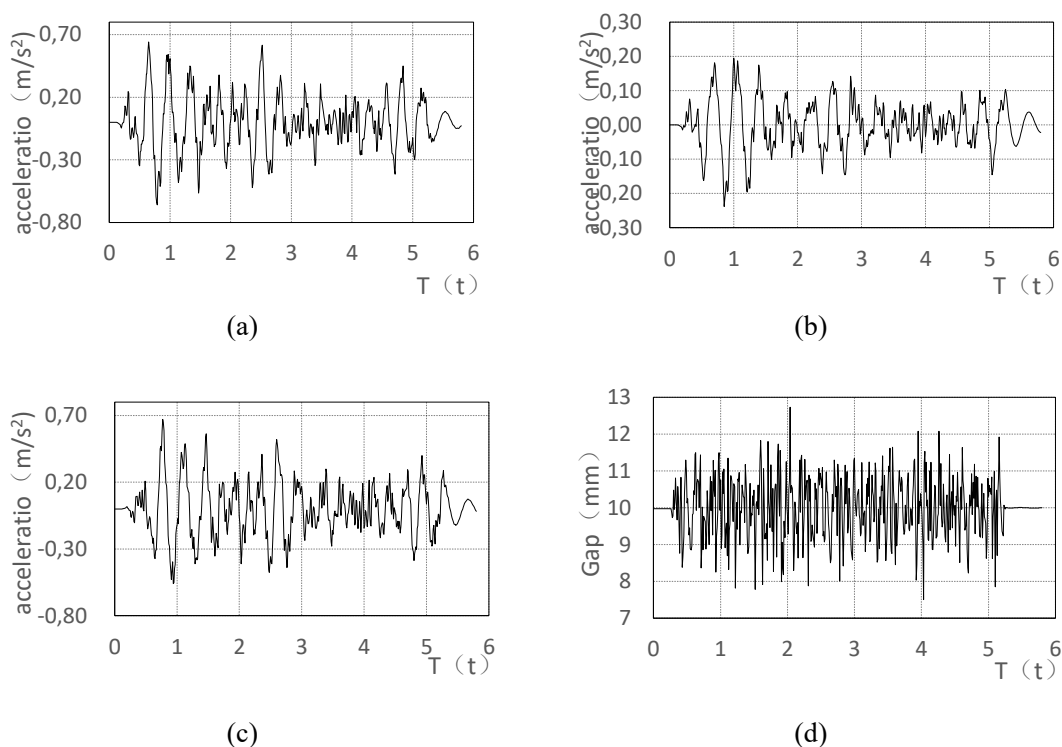 acceleratio（m/s²)
0,70
0,20
-0,30
-0,80
0 1 2 3 4 5 6
T（t）
(a)
acceleratio（m/s²)
0,30
0,20
0,10
0,00
0,10
0,20
0,30
0 1 2 3 4 5 6
T（t）
(b)
acceleratio（m/s²)
0,70
0,20
-0,30
-0,80
0 1 2 3 4 5 6
T（t）
(c)
Gap（mm）
13
12
11
10
9
8
7
0 1 2 3 4 5 6
T（t）
(d)